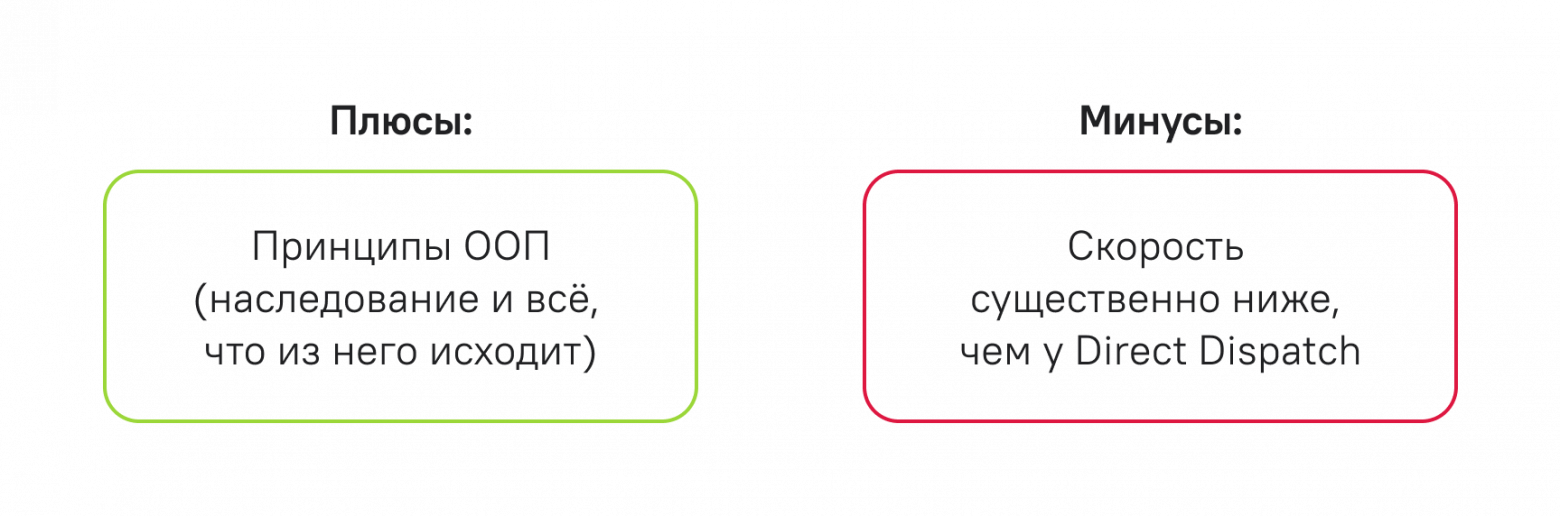 Плюсы:
Принципы ООП
(наследование и всё,
что из него исходит)
Минусы:
Скорость
существенно ниже,
чем у Direct Dispatch